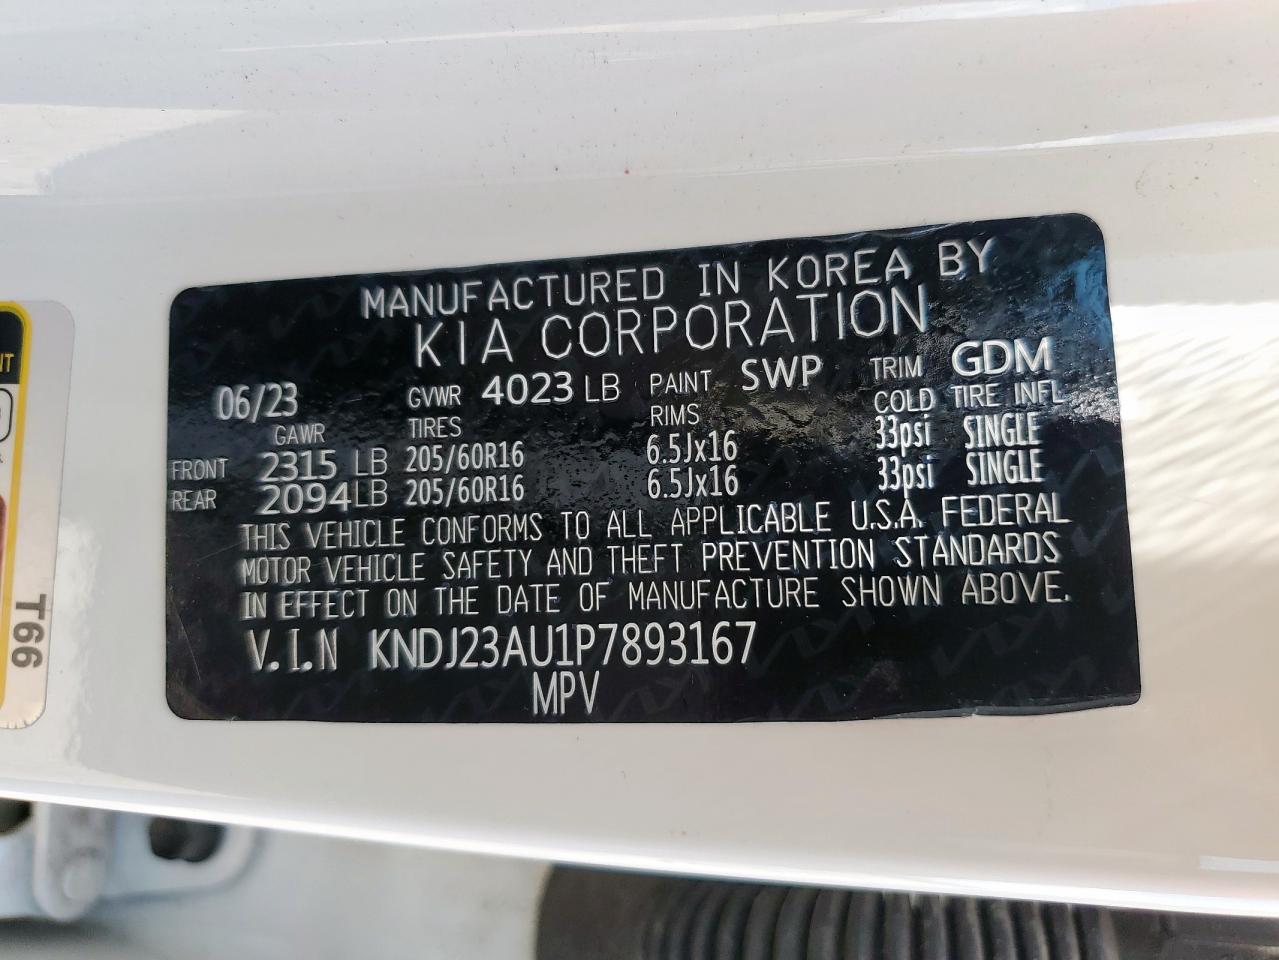 MANUFACTURED IN KOREA BY
KIA CORPORATION
06/23 GVWR 4023 LB PAINT SWP TRIM GDM
GAWR TIRES RIMS COLD TIRE INFL
FRONT 2315 LB 205/60R16 6.5Jx16 33psi SINGLE
REAR 2094 LB 205/60R16 6.5Jx16 33psi SINGLE
THIS VEHICLE CONFORMS TO ALL APPLICABLE U.S.A. FEDERAL
MOTOR VEHICLE SAFETY AND THEFT PREVENTION STANDARDS
IN EFFECT ON THE DATE OF MANUFACTURE SHOWN ABOVE.
V.I.N KNDJ23AU1P7893167
MPV
T66